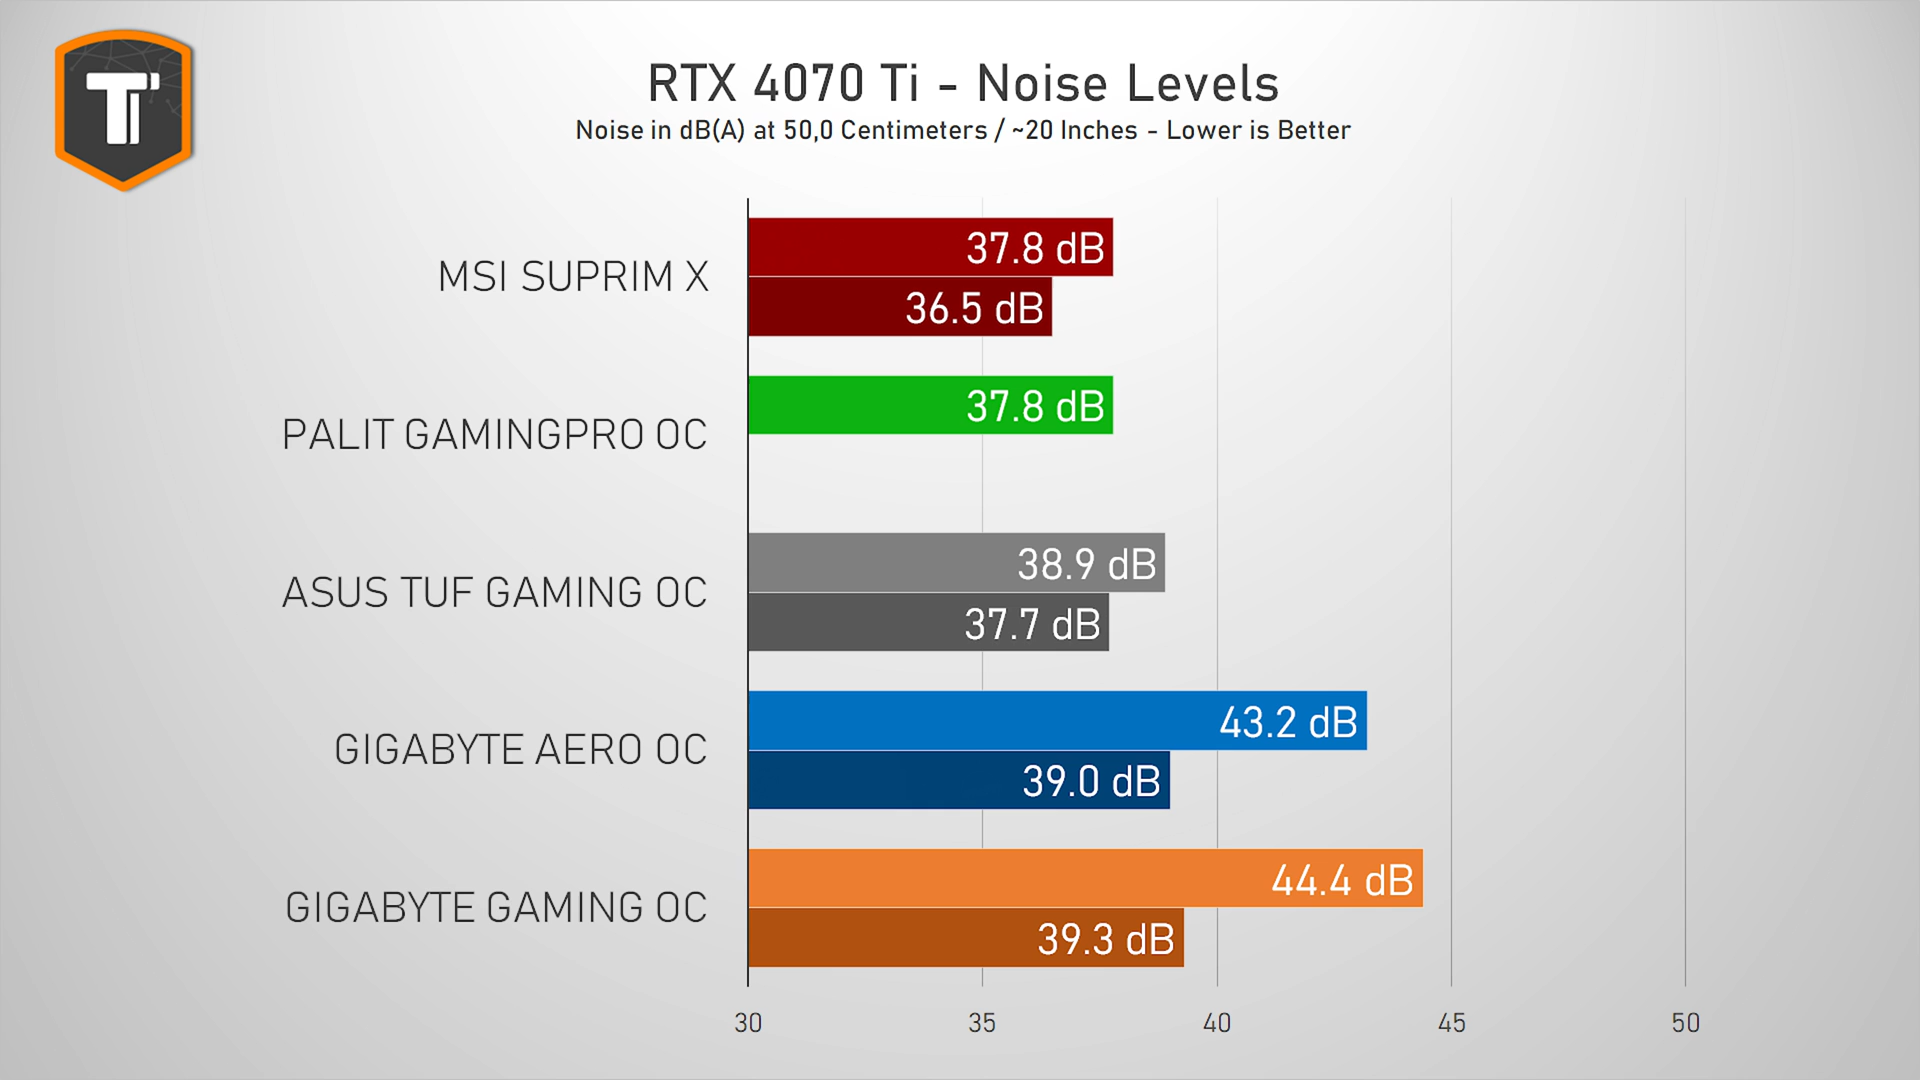 T
RTX 4070 Ti - Noise Levels
Noise in dB(A) at 50,0 Centimeters / ~20 Inches - Lower is Better
MSI SUPRIM X
37.8 dB
36.5 dB
PALIT GAMINGPRO OC
37.8 dB
ASUS TUF GAMING OC
38.9 dB
37.7 dB
GIGABYTE AERO OC
43.2 dB
39.0 dB
GIGABYTE GAMING OC
44.4 dB
39.3 dB
30 35 40 45 50